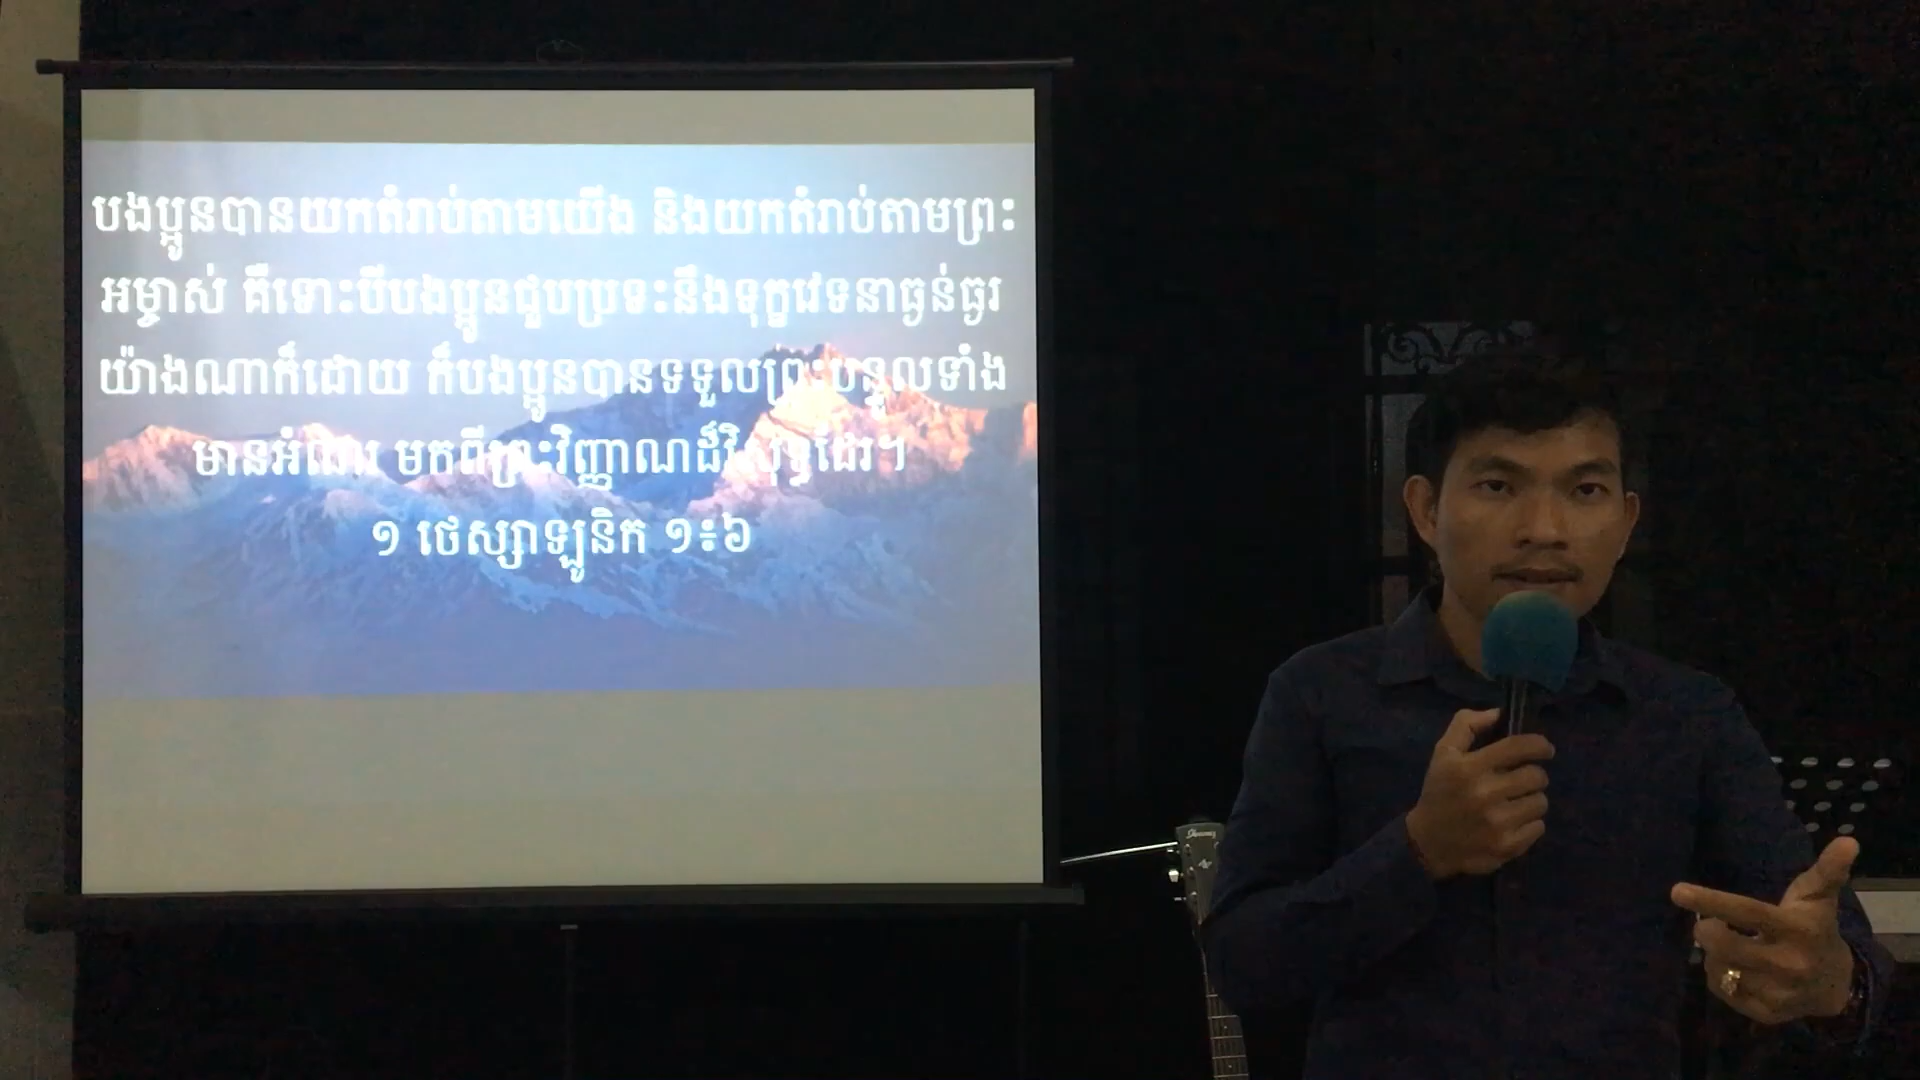 បងប្អូនបានយកតំរាប់តាមយើង និងយកតំរាប់តាមព្រះ
អម្ចាស់ គឺទោះបីបងប្អូនជួបប្រទះនឹងទុក្ខវេទនាធ្ងន់ធ្ងរ
យ៉ាងណាក៏ដោយ ក៏បងប្អូនបានទទួលព្រះបន្ទូលទាំង
មានអំណរ មកពីព្រះវិញ្ញាណដ៏វិសុទ្ធដែរ។
១ ថេស្សាឡូនិក ១៖៦
Ibanez